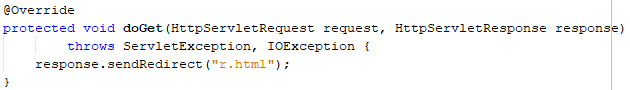 @Override
protected void doGet(HttpServletRequest request, HttpServletResponse response)
        throws ServletException, IOException {
    response.sendRedirect("r.html");
}